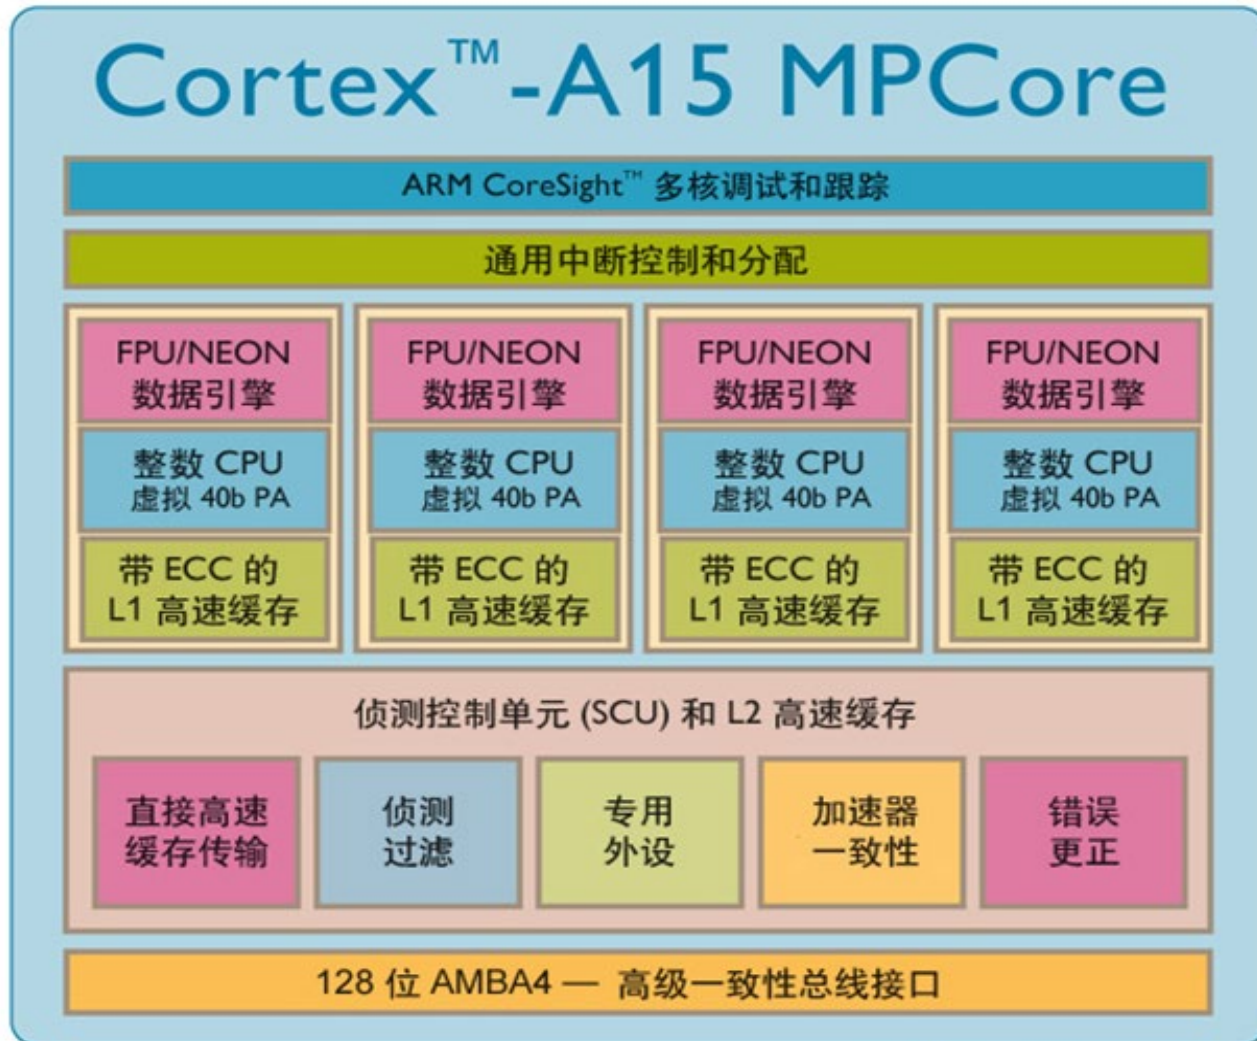 Cortex™-A15 MPCore
ARM CoreSight™ 多核调试和跟踪
通用中断控制和分配
FPU/NEON
数据引擎
整数 CPU
虚拟 40b PA
带 ECC 的
L1 高速缓存
FPU/NEON
数据引擎
整数 CPU
虚拟 40b PA
带 ECC 的
L1 高速缓存
FPU/NEON
数据引擎
整数 CPU
虚拟 40b PA
带 ECC 的
L1 高速缓存
FPU/NEON
数据引擎
整数 CPU
虚拟 40b PA
带 ECC 的
L1 高速缓存
侦测控制单元 (SCU) 和 L2 高速缓存
直接高速
缓存传输
侦测
过滤
专用
外设
加速器
一致性
错误
更正
128 位 AMBA4 — 高级一致性总线接口